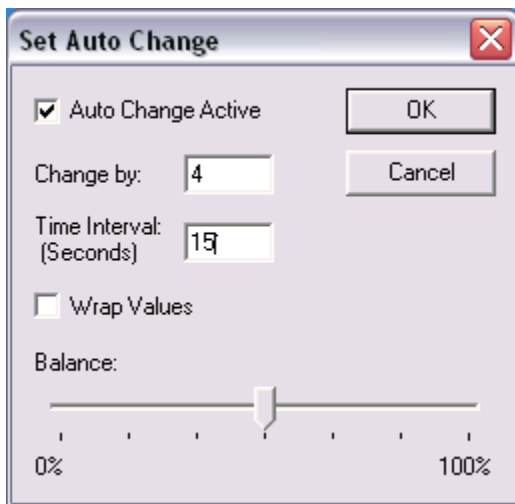 Set Auto Change
Auto Change Active
OK
Change by: 4
Cancel
Time Interval:
(Seconds)
15
Wrap Values
Balance:
0%
100%